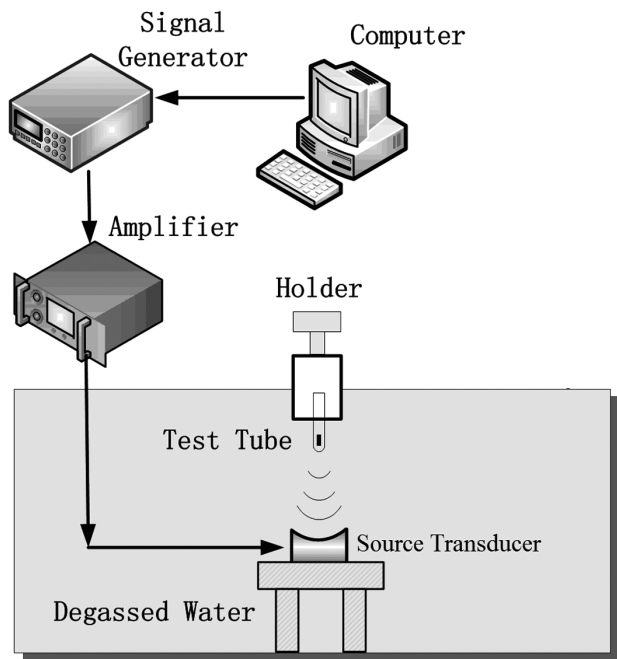 Signal
Generator
Computer
Amplifier
Holder
Test Tube
Source Transducer
Degassed Water